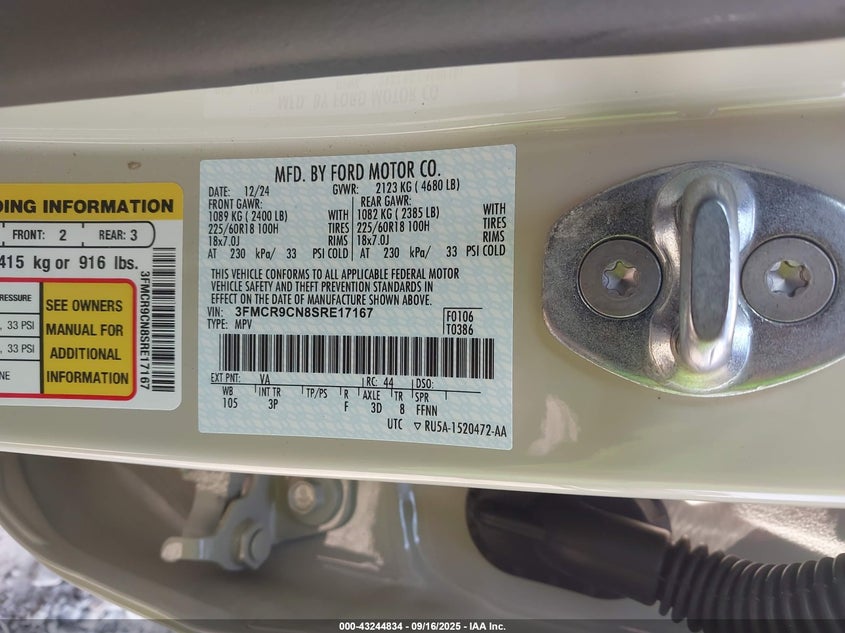 DING INFORMATION
FRONT: 2 REAR: 3
415 kg or 916 lbs.
PRESSURE
, 33 PSI
, 33 PSI
NE
SEE OWNERS
MANUAL FOR
ADDITIONAL
INFORMATION
3FMCR9CN8SRE17167
MFD. BY FORD MOTOR CO.
DATE: 12/24 GVWR: 2123 KG ( 4680 LB)
FRONT GAWR: REAR GAWR:
1089 KG ( 2400 LB) WITH 1082 KG ( 2385 LB) WITH
225/60R18 100H TIRES 225/60R18 100H TIRES
18x7.0J RIMS 18x7.0J RIMS
AT 230 kPa/ 33 PSI COLD AT 230 kPa/ 33 PSI COLD
THIS VEHICLE CONFORMS TO ALL APPLICABLE FEDERAL MOTOR
VEHICLE SAFETY AND THEFT PREVENTION STANDARDS IN
EFFECT ON THE DATE OF MANUFACTURE SHOWN ABOVE.
VIN: 3FMCR9CN8SRE17167 F0106
TYPE: MPV T0386
EXT PNT: VA RC: 44 DSO:
WB INT TR TP/PS R AXLE TR SPR
105 3P F 3D 8 FFNN
UTC ▽ RU5A-1520472-AA
MFD. BY FORD MOTOR CO.
000-43244834 - 09/16/2025 - IAA Inc.